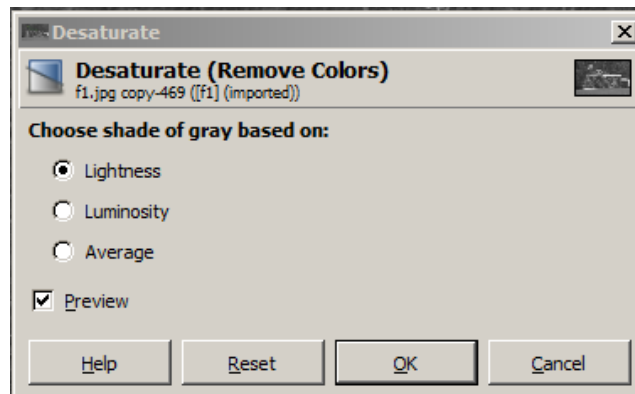 Desaturate
Desaturate (Remove Colors)
f1.jpg copy-469 ([f1] (imported))
Choose shade of gray based on:
Lightness
Luminosity
Average
Preview
Help Reset OK Cancel